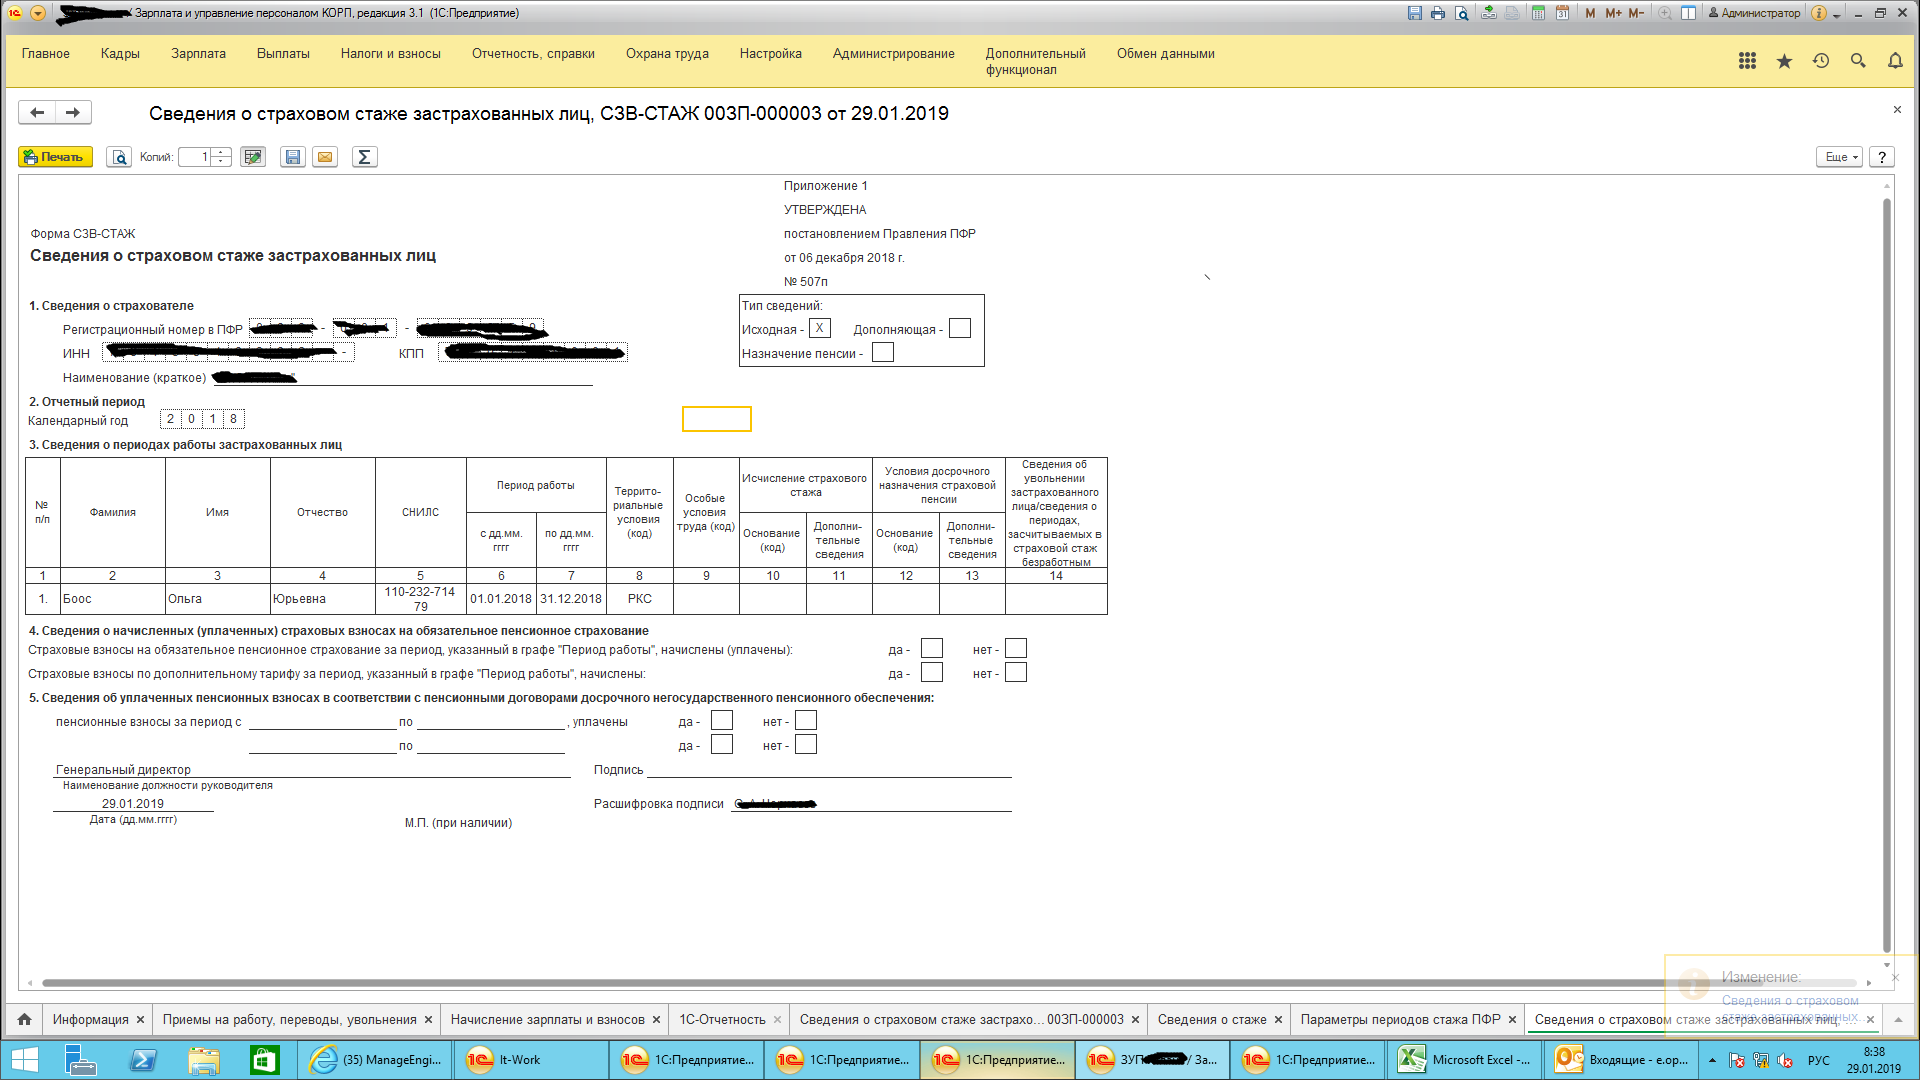 Зарплата и управление персоналом КОРП, редакция 3.1 (1С:Предприятие)
M M+ M- Администратор
Главное Кадры Зарплата Выплаты Налоги и взносы Отчетность, справки Охрана труда Настройка Администрирование Дополнительный функционал Обмен данными
Сведения о страховом стаже застрахованных лиц, СЗВ-СТАЖ 00ЗП-000003 от 29.01.2019
Печать Копий: 1 Еще ?
Приложение 1
УТВЕРЖДЕНА
Форма СЗВ-СТАЖ постановлением Правления ПФР
Сведения о страховом стаже застрахованных лиц от 06 декабря 2018 г.
№ 507п
1. Сведения о страхователе Тип сведений:
Регистрационный номер в ПФР - - Исходная - X Дополняющая -
ИНН - КПП Назначение пенсии -
Наименование (краткое)
2. Отчетный период
Календарный год 2 0 1 8
3. Сведения о периодах работы застрахованных лиц
№ п/п
Фамилия
Имя
Отчество
СНИЛС
Период работы
с дд.мм.гггг
по дд.мм.гггг
Террито-
риальные
условия
(код)
Особые
условия
труда (код)
Исчисление страхового
стажа
Основание
(код)
Дополни-
тельные
сведения
Условия досрочного
назначения страховой
пенсии
Основание
(код)
Дополни-
тельные
сведения
Сведения об
увольнении
застрахованного
лица/сведения о
периодах,
засчитываемых в
страховой стаж
безработным
1 2 3 4 5 6 7 8 9 10 11 12 13 14
1. Боос Ольга Юрьевна 110-232-714 79 01.01.2018 31.12.2018 РКС
4. Сведения о начисленных (уплаченных) страховых взносах на обязательное пенсионное страхование
Страховые взносы на обязательное пенсионное страхование за период, указанный в графе "Период работы", начислены (уплачены): да - нет -
Страховые взносы по дополнительному тарифу за период, указанный в графе "Период работы", начислены: да - нет -
5. Сведения об уплаченных пенсионных взносах в соответствии с пенсионными договорами досрочного негосударственного пенсионного обеспечения:
пенсионные взносы за период с по , уплачены да - нет -
по да - нет -
Генеральный директор Подпись
Наименование должности руководителя
29.01.2019 Расшифровка подписи
Дата (дд.мм.гггг) М.П. (при наличии)
Изменение:
Сведения о страховом
стаже застрахованных...
Информация Приемы на работу, переводы, увольнения Начисление зарплаты и взносов 1С-Отчетность Сведения о страховом стаже застрахо... 00ЗП-000003 Сведения о стаже Параметры периодов стажа ПФР Сведения о страховом стаже застрахованных лиц, ...
(35) ManageEngi... It-Work 1С:Предприятие... 1С:Предприятие... 1С:Предприятие... ЗУП / За... 1С:Предприятие... Microsoft Excel -... Входящие - e.op... РУС 8:38
29.01.2019